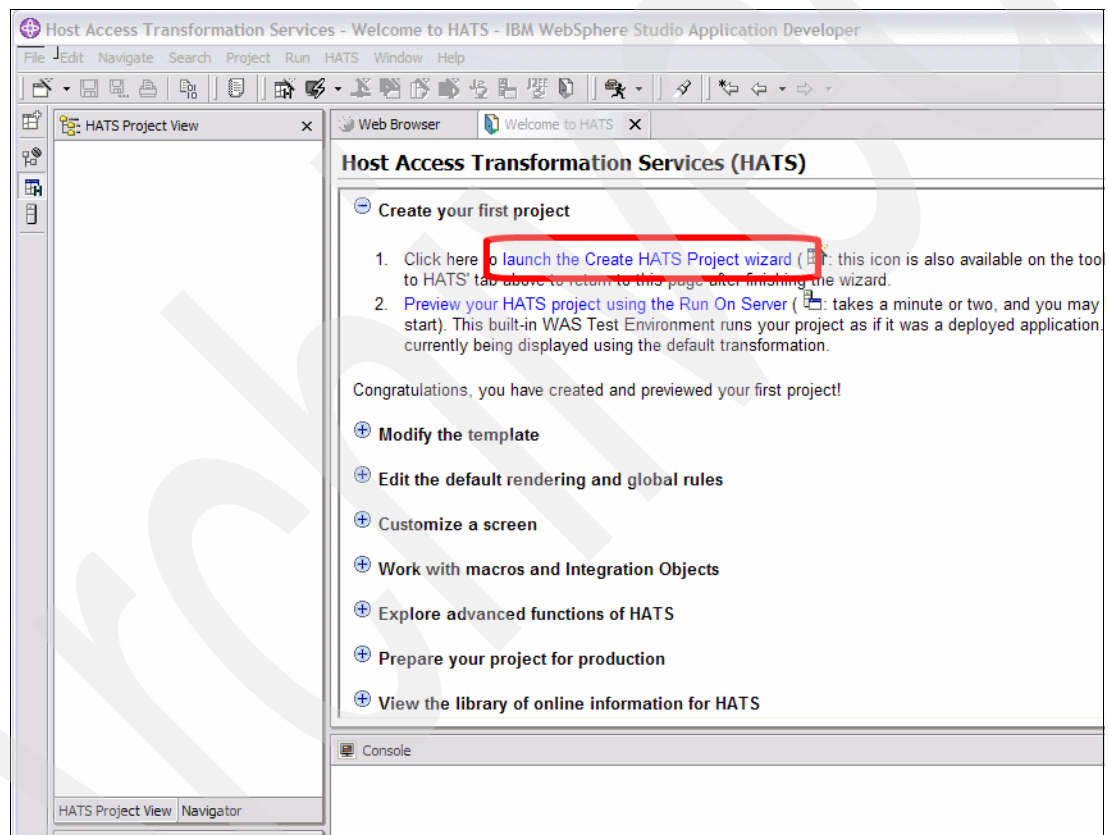 Host Access Transformation Services - Welcome to HATS - IBM WebSphere Studio Application Developer
File Edit Navigate Search Project Run HATS Window Help
HATS Project View
Web Browser Welcome to HATS
Host Access Transformation Services (HATS)
Create your first project
1. Click here to launch the Create HATS Project wizard ( : this icon is also available on the tool
to HATS' tab above to return to this page after finishing the wizard.
2. Preview your HATS project using the Run On Server ( : takes a minute or two, and you may
start). This built-in WAS Test Environment runs your project as if it was a deployed application.
currently being displayed using the default transformation.
Congratulations, you have created and previewed your first project!
Modify the template
Edit the default rendering and global rules
Customize a screen
Work with macros and Integration Objects
Explore advanced functions of HATS
Prepare your project for production
View the library of online information for HATS
Console
HATS Project View Navigator